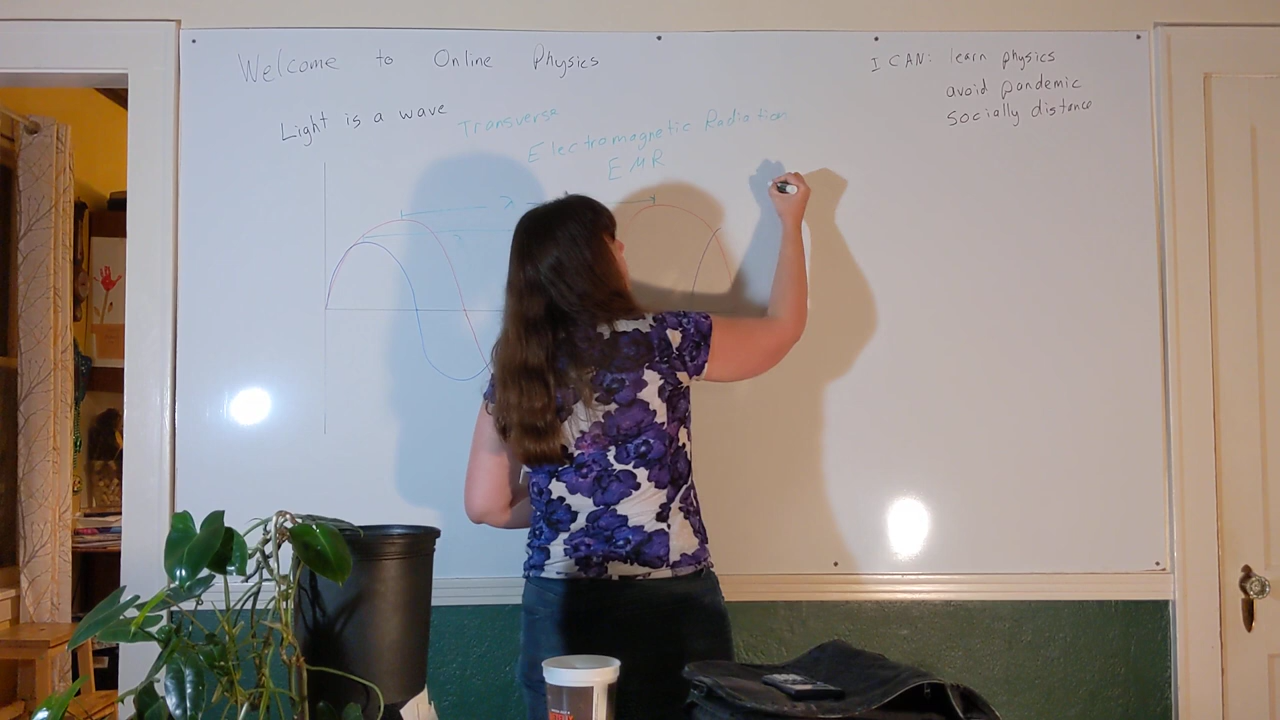 Welcome to Online Physics
I CAN: learn physics
avoid pandemic
socially distance
Light is a wave
Transverse
Electromagnetic Radiation
EMR
λ